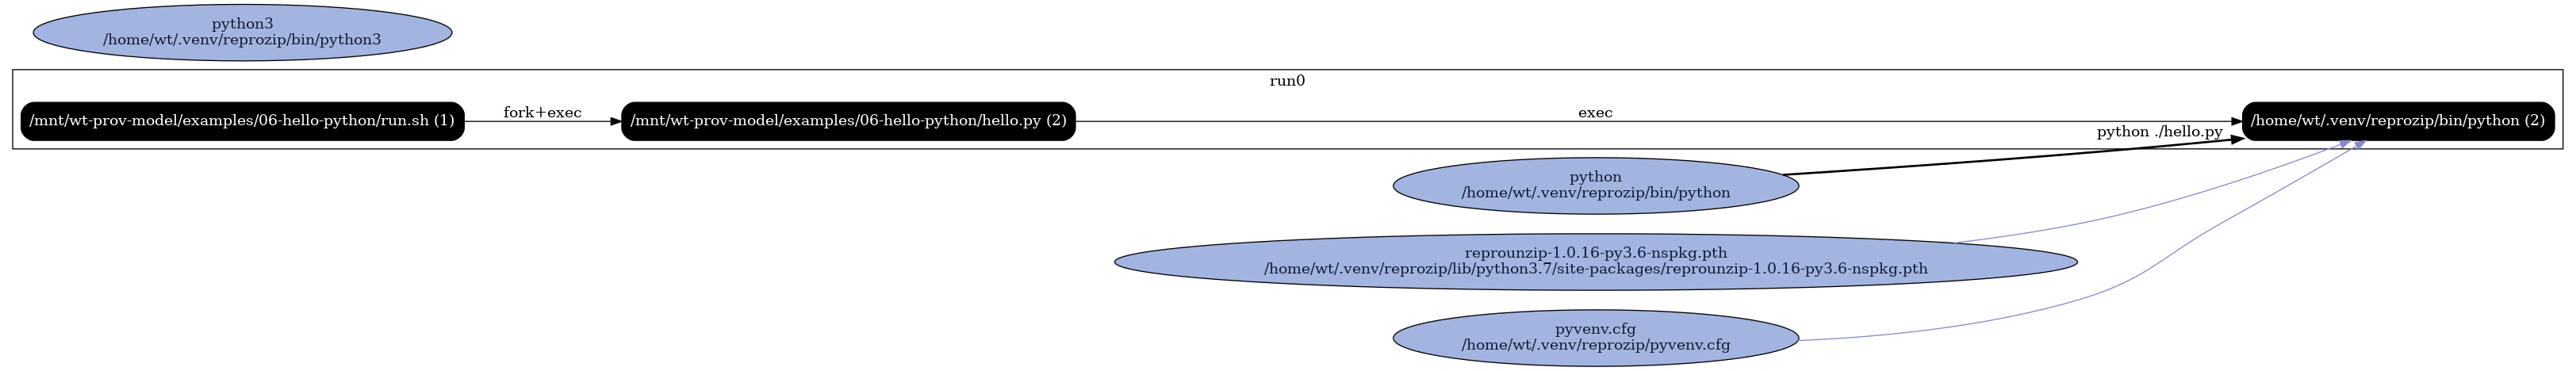 python3
/home/wt/.venv/reprozip/bin/python3
run0
/mnt/wt-prov-model/examples/06-hello-python/run.sh (1)
fork+exec
/mnt/wt-prov-model/examples/06-hello-python/hello.py (2)
exec
/home/wt/.venv/reprozip/bin/python (2)
python ./hello.py
python
/home/wt/.venv/reprozip/bin/python
reprounzip-1.0.16-py3.6-nspkg.pth
/home/wt/.venv/reprozip/lib/python3.7/site-packages/reprounzip-1.0.16-py3.6-nspkg.pth
pyvenv.cfg
/home/wt/.venv/reprozip/pyvenv.cfg